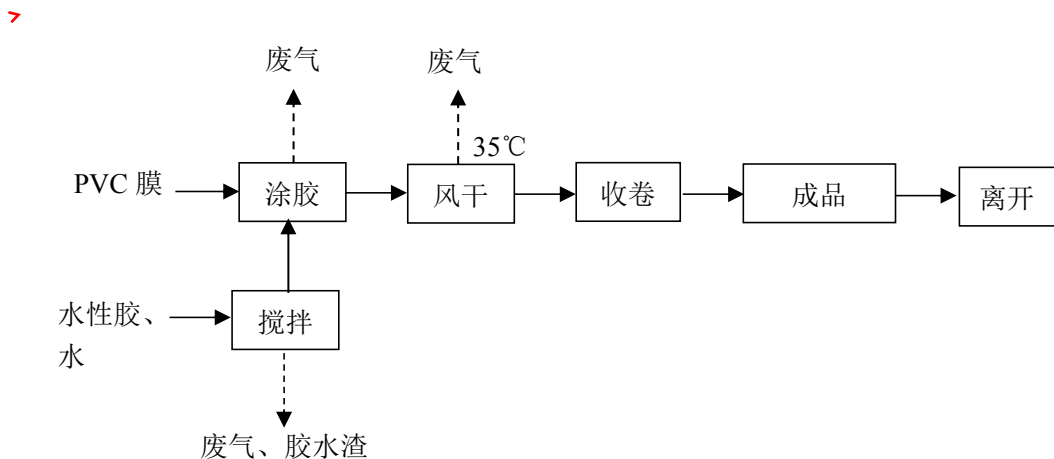 废气
废气
35℃
PVC 膜
涂胶
风干
收卷
成品
离开
水性胶、
水
搅拌
废气、胶水渣